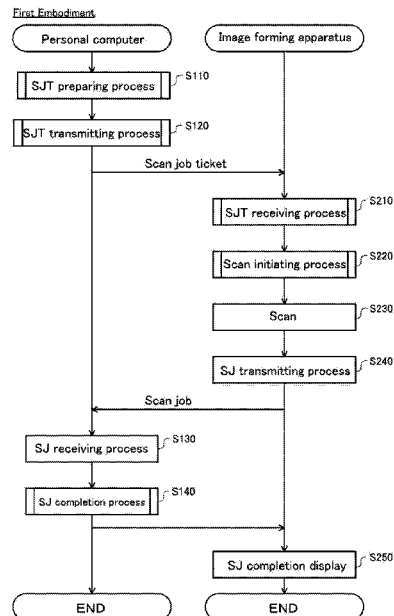 First Embodiment
Personal computer
Image forming apparatus
SJT preparing process
S110
SJT transmitting process
S120
Scan job ticket
SJT receiving process
S210
Scan initiating process
S220
Scan
S230
SJ transmitting process
S240
Scan job
SJ receiving process
S130
SJ completion process
S140
SJ completion display
S250
END
END